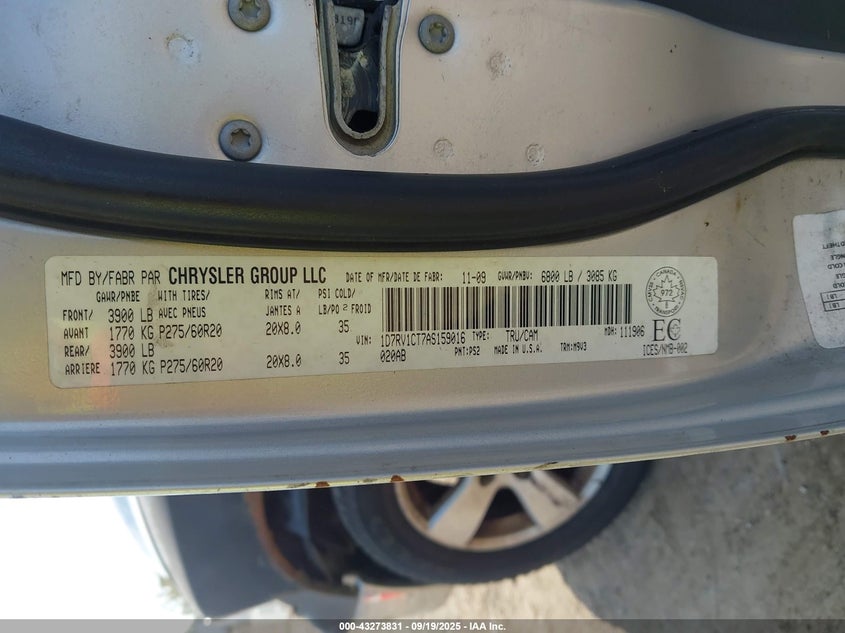 MFD BY/FABR PAR CHRYSLER GROUP LLC DATE OF MFR/DATE DE FABR: 11-09 GVWR/PNBV: 6800 LB / 3085 KG
GAWR/PNBE WITH TIRES/ RIMS AT/ PSI COLD/
FRONT/ 3900 LB AVEC PNEUS JANTES A LB/PO² FROID
AVANT 1770 KG P275/60R20 20X8.0 35
REAR/ 3900 LB
ARRIERE 1770 KG P275/60R20 20X8.0 35
VIN: 1D7RV1CT7AS159016 TYPE: TRU/CAM MDH: 111906
020AB PNT: PS2 MADE IN U.S.A. TRM: M9V3
CANADA
972
TRANSPORT
EC
ICES/NMB-002
000-43273831 - 09/19/2025 - IAA Inc.